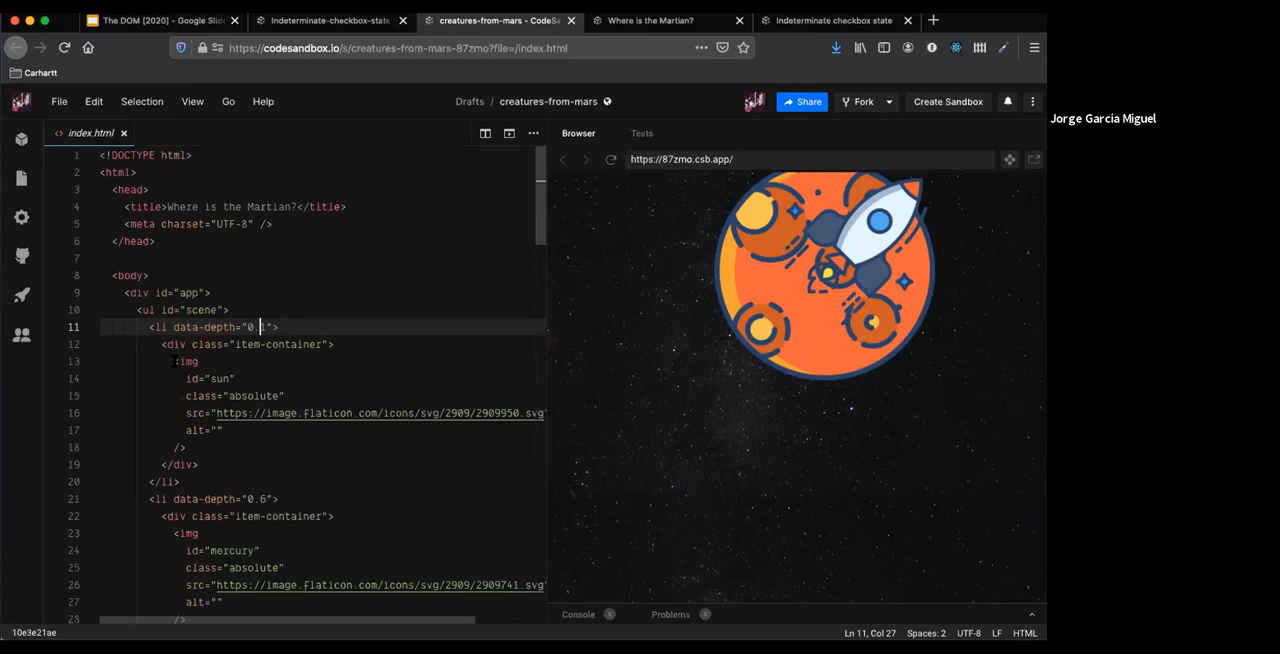 The DOM [2020] - Google Slide
Indeterminate-checkbox-state
creatures-from-mars - CodeSa
Where is the Martian?
Indeterminate checkbox state
https://codesandbox.io/s/creatures-from-mars-87zmo?file=/index.html
Carhartt
File Edit Selection View Go Help
Drafts / creatures-from-mars
Share
Fork
Create Sandbox
Jorge Garcia Miguel
index.html
Browser
Tests
https://87zmo.csb.app/
1 <!DOCTYPE html>
2 <html>
3 <head>
4 <title>Where is the Martian?</title>
5 <meta charset="UTF-8" />
6 </head>
7
8 <body>
9 <div id="app">
10 <ul id="scene">
11 <li data-depth="0.1">
12 <div class="item-container">
13 <img
14 id="sun"
15 class="absolute"
16 src="https://image.flaticon.com/icons/svg/2909/2909950.svg"
17 alt=""
18 />
19 </div>
20 </li>
21 <li data-depth="0.6">
22 <div class="item-container">
23 <img
24 id="mercury"
25 class="absolute"
26 src="https://image.flaticon.com/icons/svg/2909/2909741.svg"
27 alt=""
28 />
Console 0
Problems 0
10e3e21ae
Ln 11, Col 27 Spaces: 2 UTF-8 LF HTML